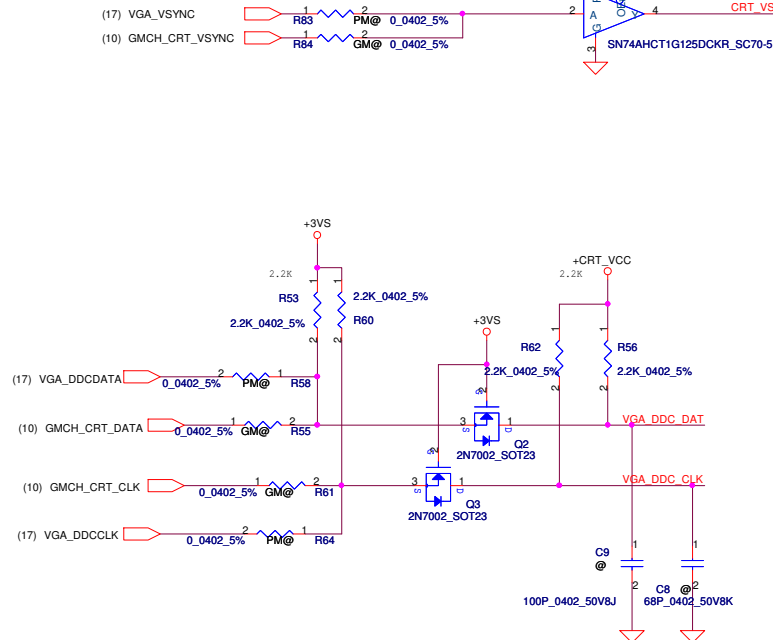 (17) VGA_VSYNC 1 2 2 A Y 4 CRT_VS
R83 PM@ 0_0402_5%
(10) GMCH_CRT_VSYNC 1 2
R84 GM@ 0_0402_5% G 3 SN74AHCT1G125DCKR_SC70-5
+3VS
+CRT_VCC
2.2K 1 1 2.2K
R53 2.2K_0402_5%
2.2K_0402_5% R60
2 2
+3VS
1 1
R62 R56
2.2K_0402_5% 2.2K_0402_5%
2 2
(17) VGA_DDCDATA 2 1
0_0402_5% PM@ R58
G 2
(10) GMCH_CRT_DATA 1 2 3 S D 1 VGA_DDC_DAT
0_0402_5% GM@ R55
Q2
2N7002_SOT23
G 2
(10) GMCH_CRT_CLK 1 2 3 S D 1 VGA_DDC_CLK
0_0402_5% GM@ R61
Q3
2N7002_SOT23
(17) VGA_DDCCLK 2 1
0_0402_5% PM@ R64
C9 1 1
@
2 C8 @ 2
100P_0402_50V8J 68P_0402_50V8K